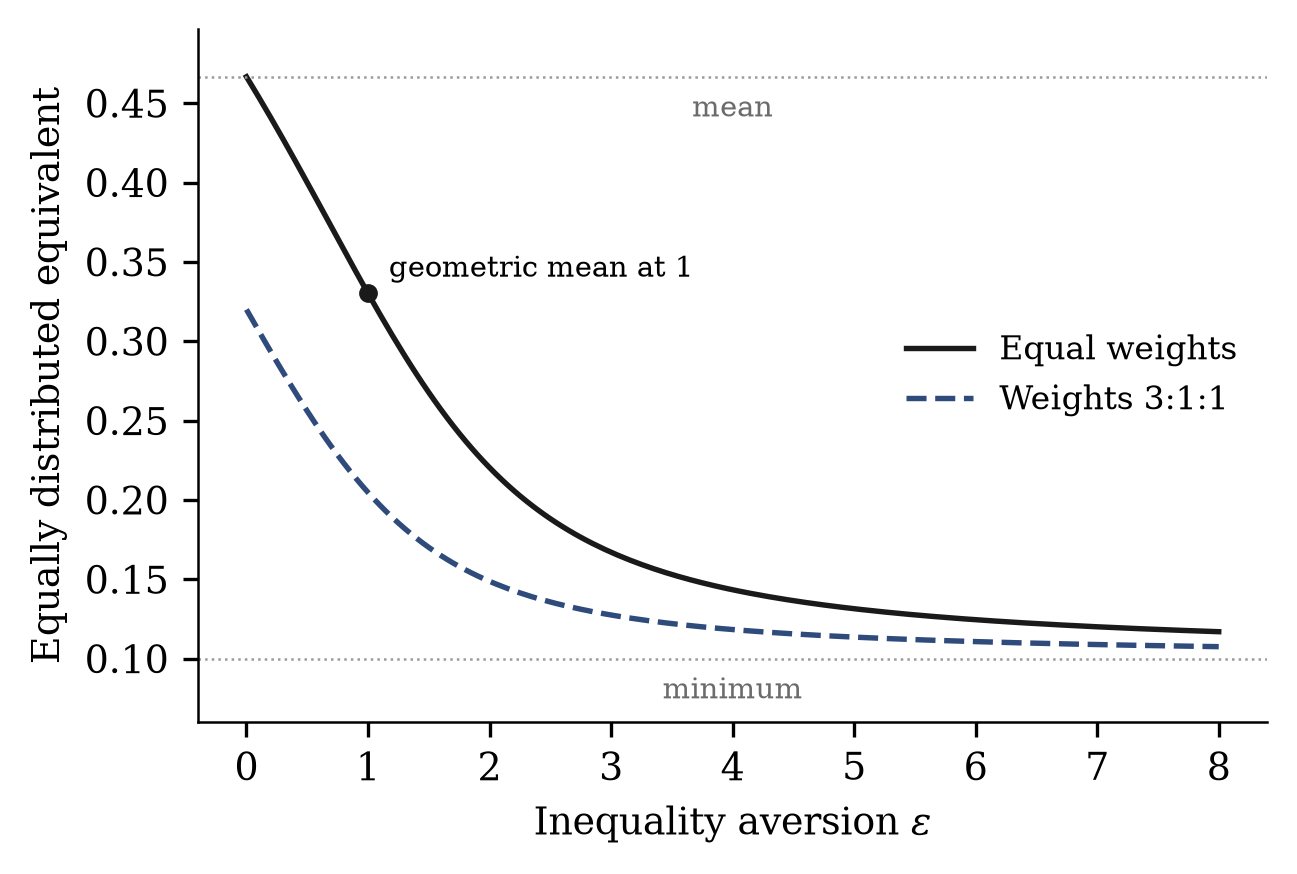 Equally distributed equivalent
0.45
0.40
0.35
0.30
0.25
0.20
0.15
0.10
mean
geometric mean at 1
Equal weights
Weights 3:1:1
minimum
0 1 2 3 4 5 6 7 8
Inequality aversion ε